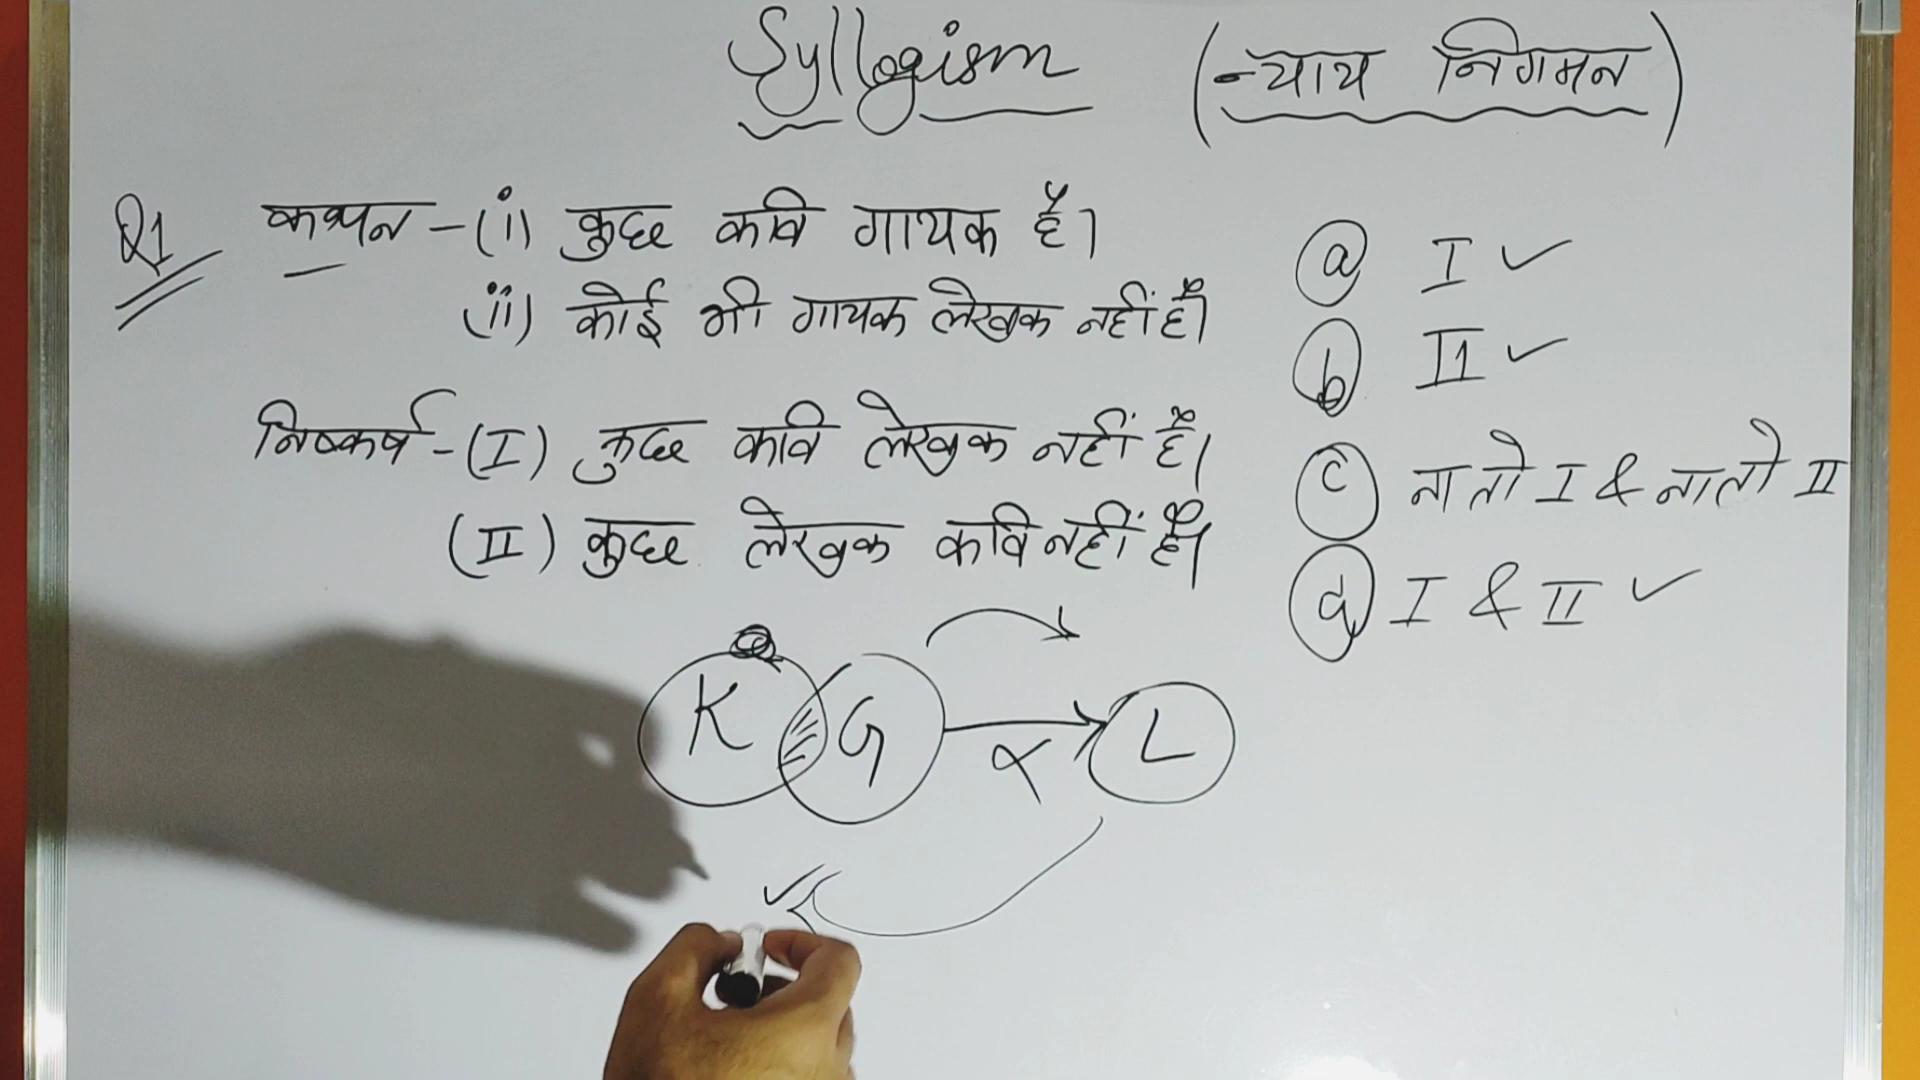 Syllogism (न्याय निगमन)
Q1 कथन - (i) कुछ कवि गायक है।
(ii) कोई भी गायक लेखक नहीं है।
निष्कर्ष - (I) कुछ कवि लेखक नहीं है।
(II) कुछ लेखक कवि नहीं है।
(a) I ✓
(b) II ✓
(c) ना तो I & ना तो II
(d) I & II ✓
K G L